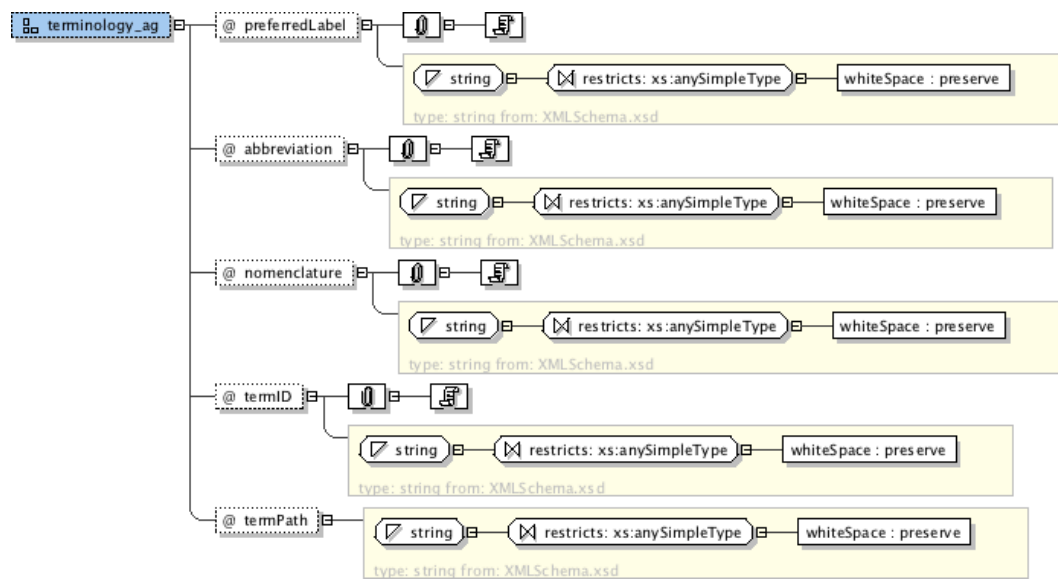 terminology_ag
@ preferredLabel
string
restricts: xs:anySimpleType
whiteSpace : preserve
type: string from: XMLSchema.xsd
@ abbreviation
string
restricts: xs:anySimpleType
whiteSpace : preserve
type: string from: XMLSchema.xsd
@ nomenclature
string
restricts: xs:anySimpleType
whiteSpace : preserve
type: string from: XMLSchema.xsd
@ termID
string
restricts: xs:anySimpleType
whiteSpace : preserve
type: string from: XMLSchema.xsd
@ termPath
string
restricts: xs:anySimpleType
whiteSpace : preserve
type: string from: XMLSchema.xsd